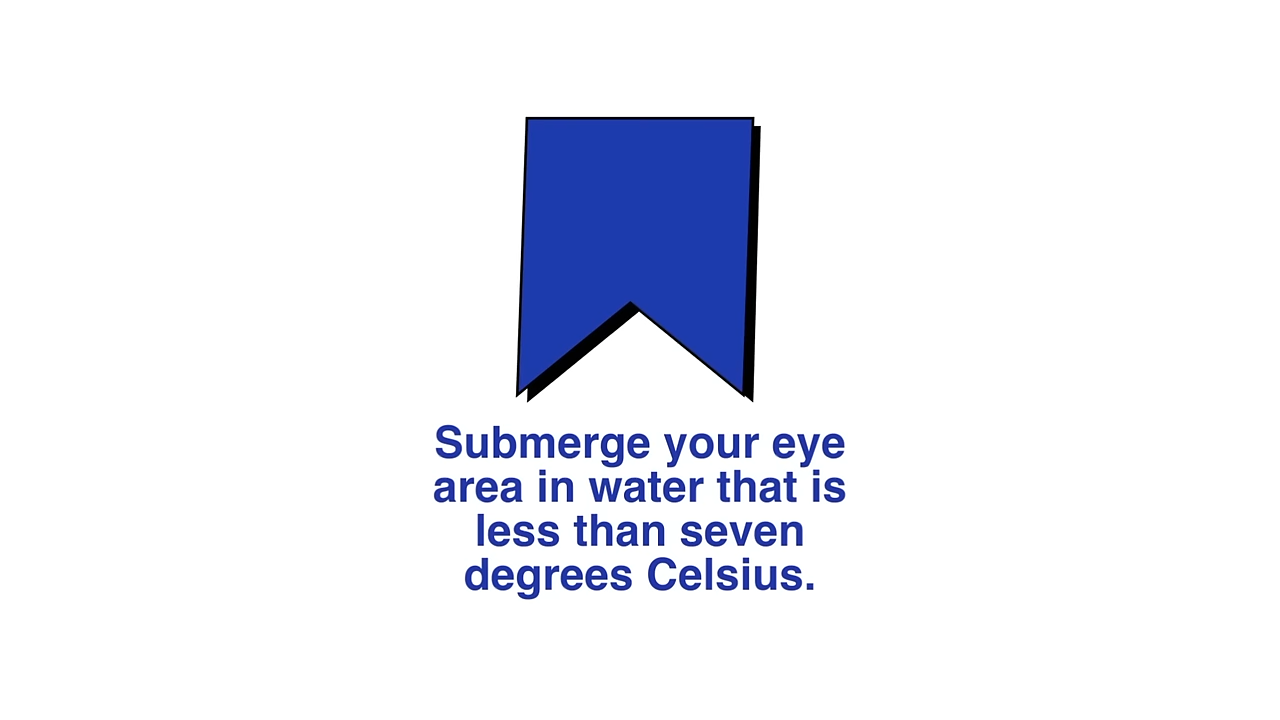 Submerge your eye
area in water that is
less than seven
degrees Celsius.